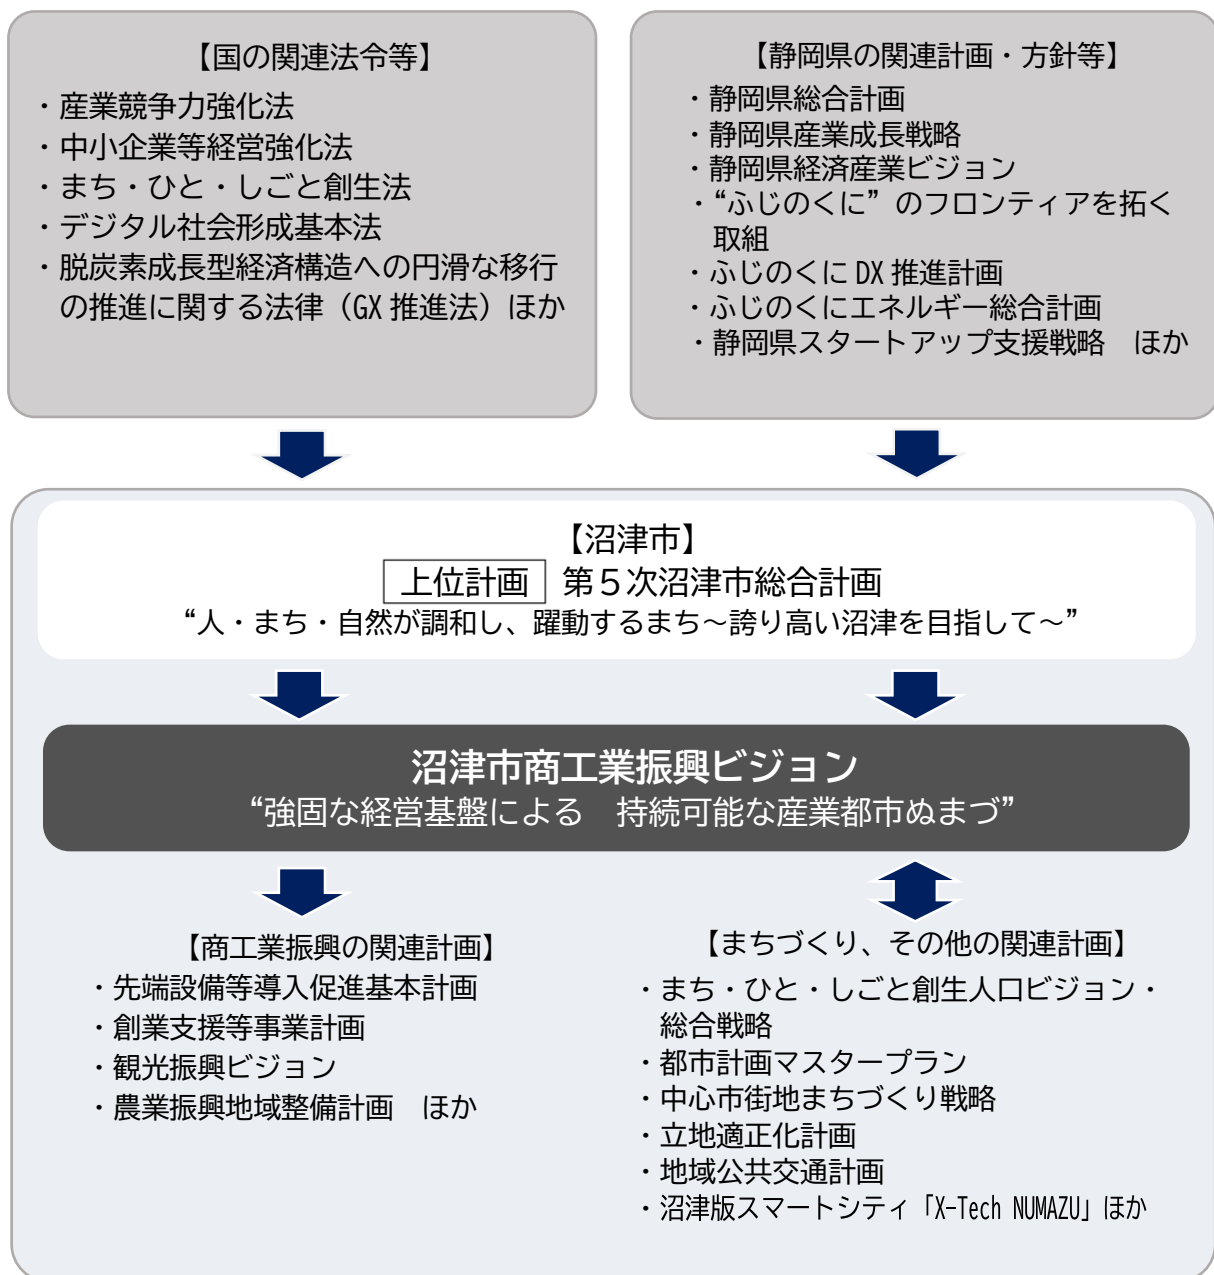 【国の関連法令等】
・産業競争力強化法
・中小企業等経営強化法
・まち・ひと・しごと創生法
・デジタル社会形成基本法
・脱炭素成長型経済構造への円滑な移行
の推進に関する法律（GX 推進法）ほか
【静岡県の関連計画・方針等】
・静岡県総合計画
・静岡県産業成長戦略
・静岡県経済産業ビジョン
・“ふじのくに”のフロンティアを拓く
取組
・ふじのくに DX 推進計画
・ふじのくにエネルギー総合計画
・静岡県スタートアップ支援戦略　ほか
【沼津市】
上位計画 第５次沼津市総合計画
“人・まち・自然が調和し、躍動するまち～誇り高い沼津を目指して～”
沼津市商工業振興ビジョン
“強固な経営基盤による　持続可能な産業都市ぬまづ”
【商工業振興の関連計画】
・先端設備等導入促進基本計画
・創業支援等事業計画
・観光振興ビジョン
・農業振興地域整備計画　ほか
【まちづくり、その他の関連計画】
・まち・ひと・しごと創生人口ビジョン・
総合戦略
・都市計画マスタープラン
・中心市街地まちづくり戦略
・立地適正化計画
・地域公共交通計画
・沼津版スマートシティ「X-Tech NUMAZU」ほか